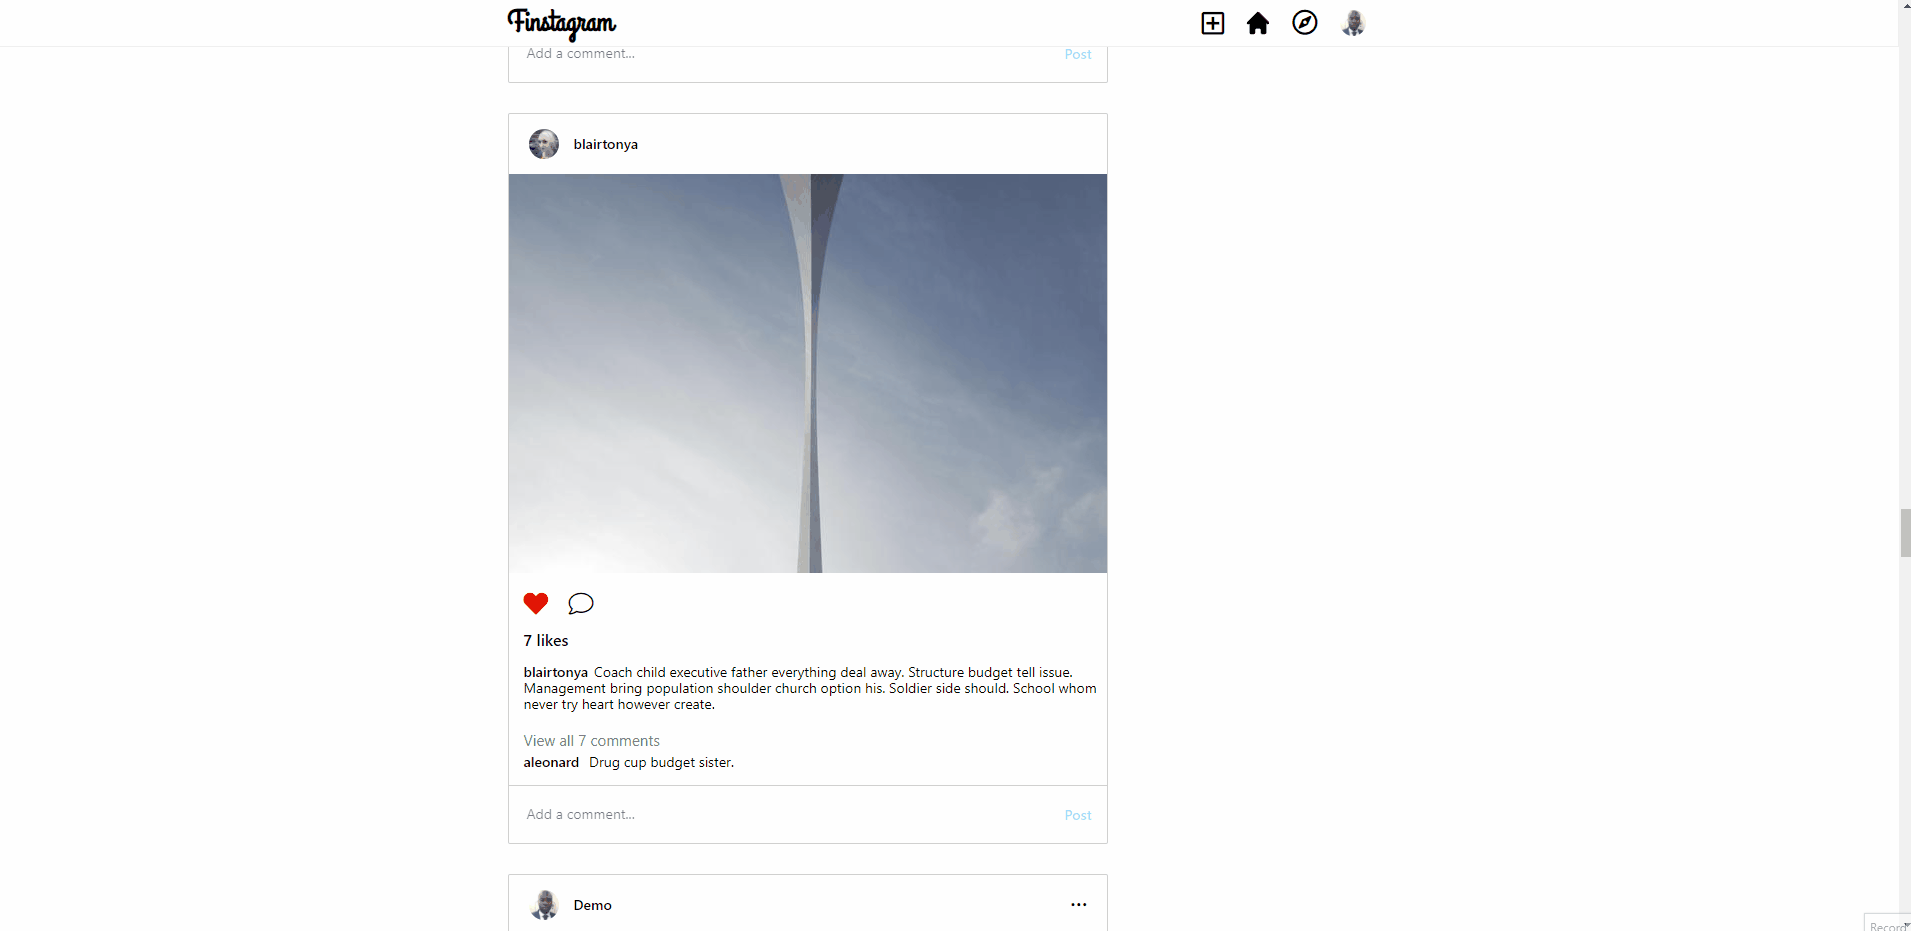 Finstagram
Add a comment...
Post
blairtonya
7 likes
blairtonya Coach child executive father everything deal away. Structure budget tell issue.
Management bring population shoulder church option his. Soldier side should. School whom
never try heart however create.
View all 7 comments
aleonard Drug cup budget sister.
Add a comment...
Post
Demo
Record